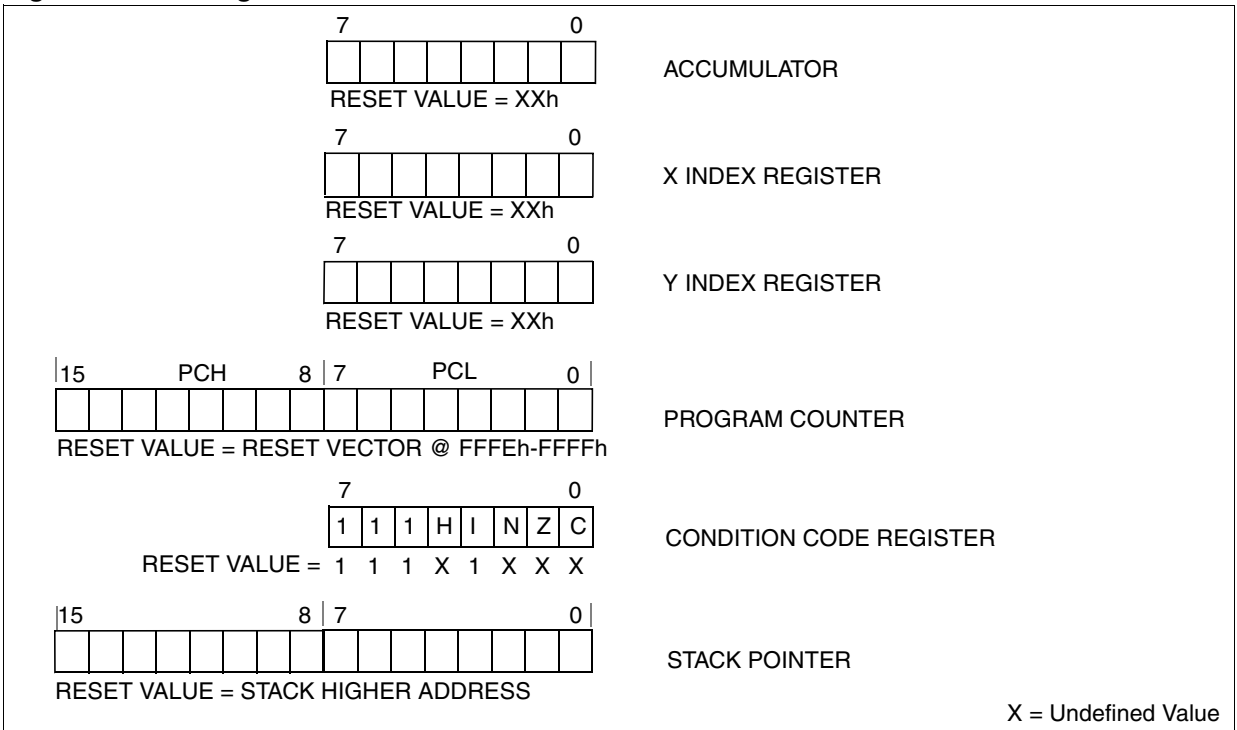 7 0
ACCUMULATOR
RESET VALUE = XXh
7 0
X INDEX REGISTER
RESET VALUE = XXh
7 0
Y INDEX REGISTER
RESET VALUE = XXh
15 PCH 8 7 PCL 0
PROGRAM COUNTER
RESET VALUE = RESET VECTOR @ FFFEh-FFFFh
7 0
1 1 1 H I N Z C
CONDITION CODE REGISTER
RESET VALUE = 1 1 1 X 1 X X X
15 8 7 0
STACK POINTER
RESET VALUE = STACK HIGHER ADDRESS
X = Undefined Value